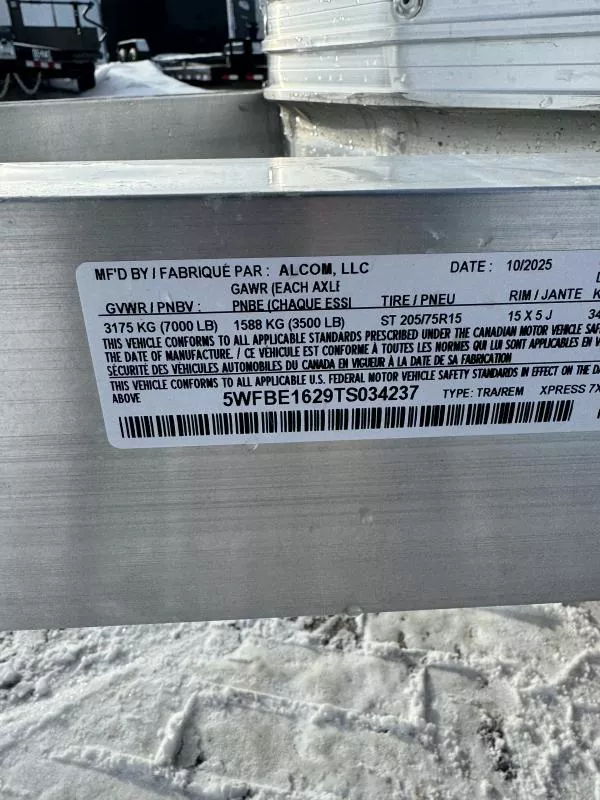 MF'D BY / FABRIQUÉ PAR : ALCOM, LLC DATE : 10/2025
GAWR (EACH AXLE
GVWR / PNBV : PNBE (CHAQUE ESSI TIRE / PNEU RIM / JANTE
3175 KG (7000 LB) 1588 KG (3500 LB) ST 205/75R15 15 X 5 J 34
THIS VEHICLE CONFORMS TO ALL APPLICABLE STANDARDS PRESCRIBED UNDER THE CANADIAN MOTOR VEHICLE SAF
THE DATE OF MANUFACTURE. / CE VÉHICULE EST CONFORME À TOUTES LES NORMES QUI LUI SONT APPLICABLES EN V
SÉCURITÉ DES VÉHICULES AUTOMOBILES DU CANADA EN VIGUEUR À LA DATE DE SA FABRICATION
THIS VEHICLE CONFORMS TO ALL APPLICABLE U.S. FEDERAL MOTOR VEHICLE SAFETY STANDARDS IN EFFECT ON THE DA
ABOVE 5WFBE1629TS034237 TYPE: TRA/REM XPRESS 7X